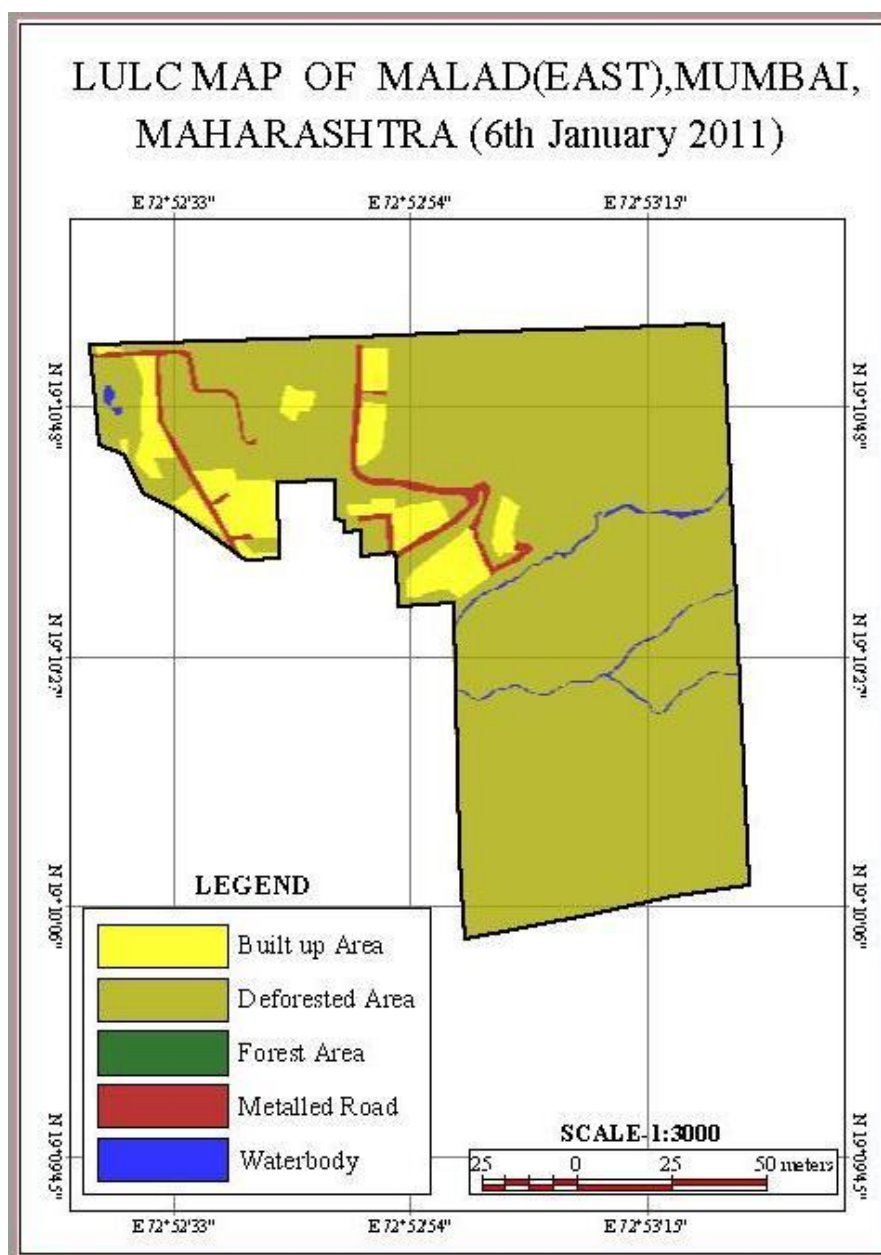 LULC MAP OF MALAD(EAST),MUMBAI,
MAHARASHTRA (6th January 2011)
E 72°52'33" E 72°52'54" E 72°53'15"
N 19°10'48" N 19°10'48"
N 19°10'27" N 19°10'27"
N 19°10'06" N 19°10'06"
LEGEND
Built up Area
Deforested Area
Forest Area
Metalled Road
Waterbody
SCALE-1:3000
25 0 25 50 meters
N 19°09'45" N 19°09'45"
E 72°52'33" E 72°52'54" E 72°53'15"